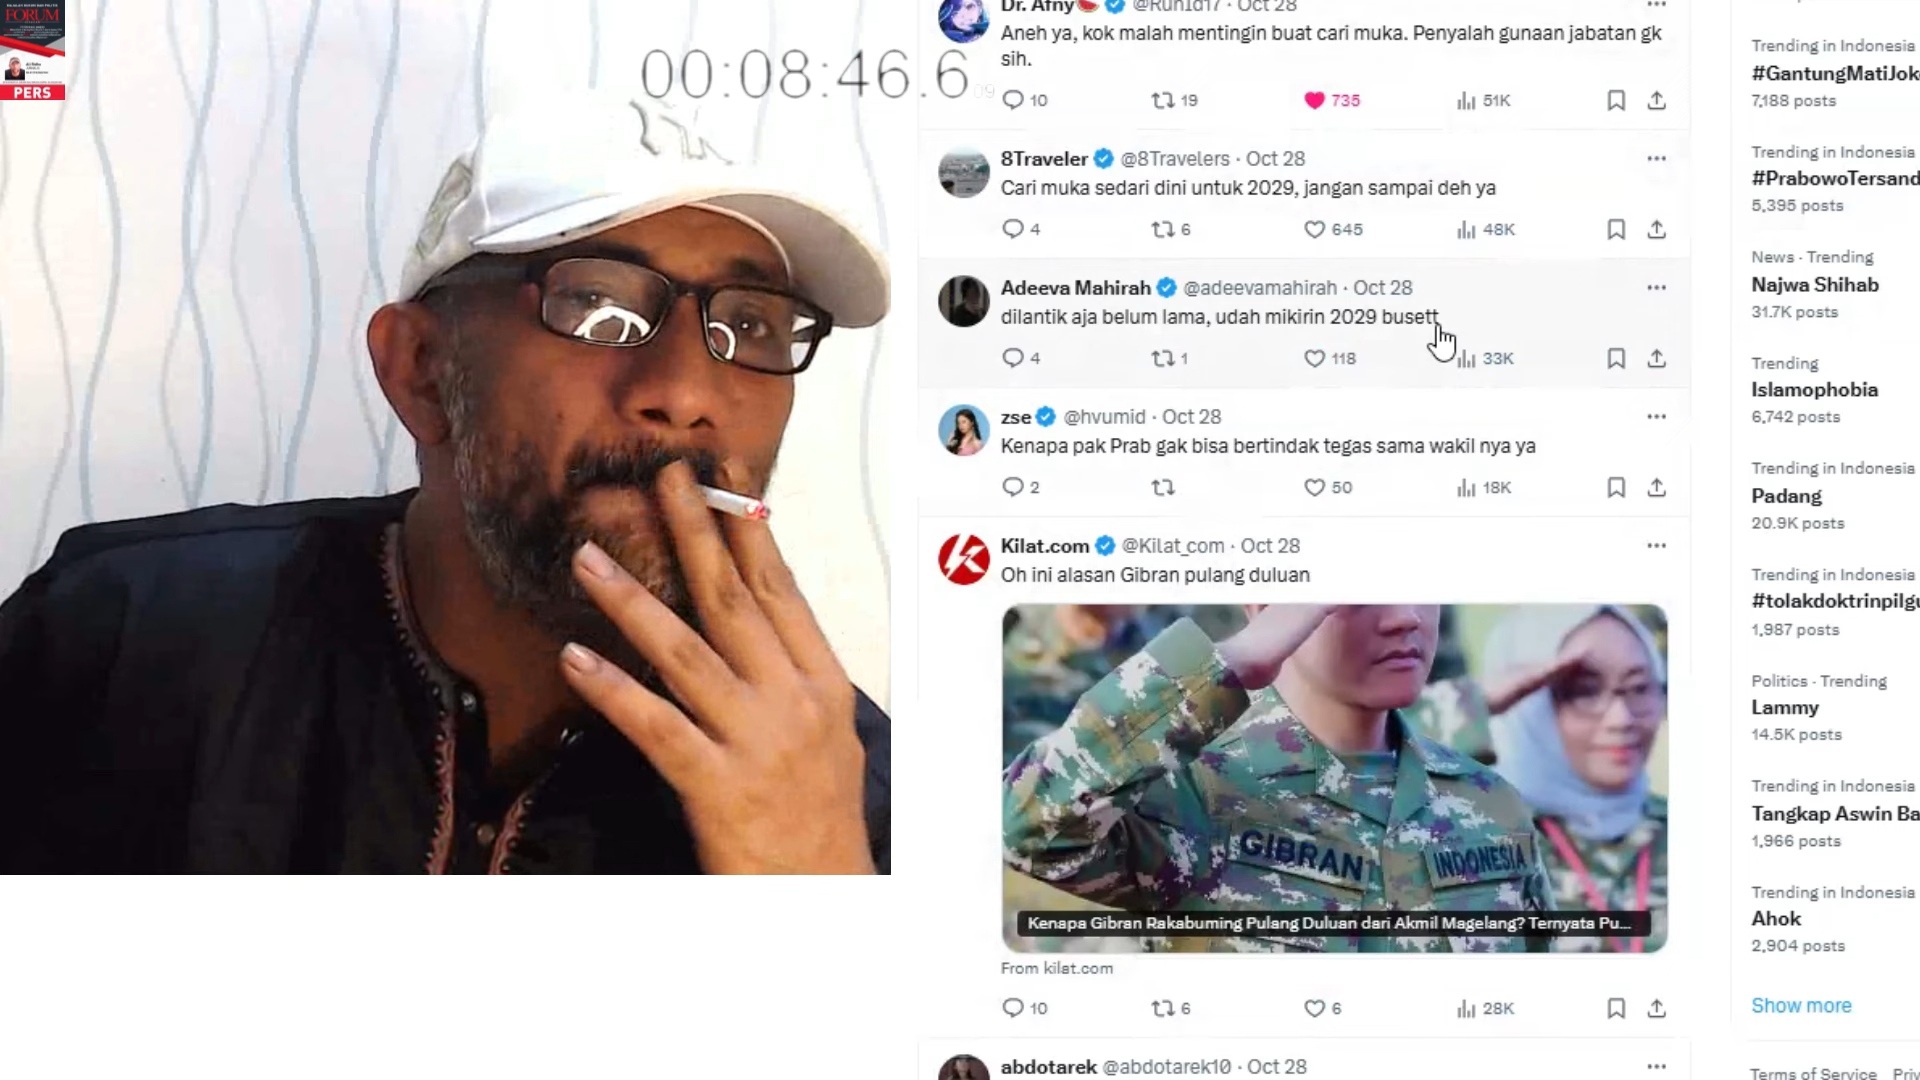 FORUM
PERS
00:08:46.6
09
Dr. Afny🍉 @RunId17 · Oct 28
Aneh ya, kok malah mentingin buat cari muka. Penyalah gunaan jabatan gk
sih.
10 19 735 51K
8Traveler @8Travelers · Oct 28
Cari muka sedari dini untuk 2029, jangan sampai deh ya
4 6 645 48K
Adeeva Mahirah @adeevamahirah · Oct 28
dilantik aja belum lama, udah mikirin 2029 busett
4 1 118 33K
zse @hvumid · Oct 28
Kenapa pak Prab gak bisa bertindak tegas sama wakil nya ya
2 50 18K
Kilat.com @Kilat_com · Oct 28
Oh ini alasan Gibran pulang duluan
GIBRAN
INDONESIA
Kenapa Gibran Rakabuming Pulang Duluan dari Akmil Magelang? Ternyata Pu...
From kilat.com
10 6 6 28K
abdotarek @abdotarek10 · Oct 28
Trending in Indonesia
#GantungMatiJok
7,188 posts
Trending in Indonesia
#PrabowoTersand
5,395 posts
News · Trending
Najwa Shihab
31.7K posts
Trending
Islamophobia
6,742 posts
Trending in Indonesia
Padang
20.9K posts
Trending in Indonesia
#tolakdoktrinpilgu
1,987 posts
Politics · Trending
Lammy
14.5K posts
Trending in Indonesia
Tangkap Aswin Ba
1,966 posts
Trending in Indonesia
Ahok
2,904 posts
Show more
Terms of Service Priv